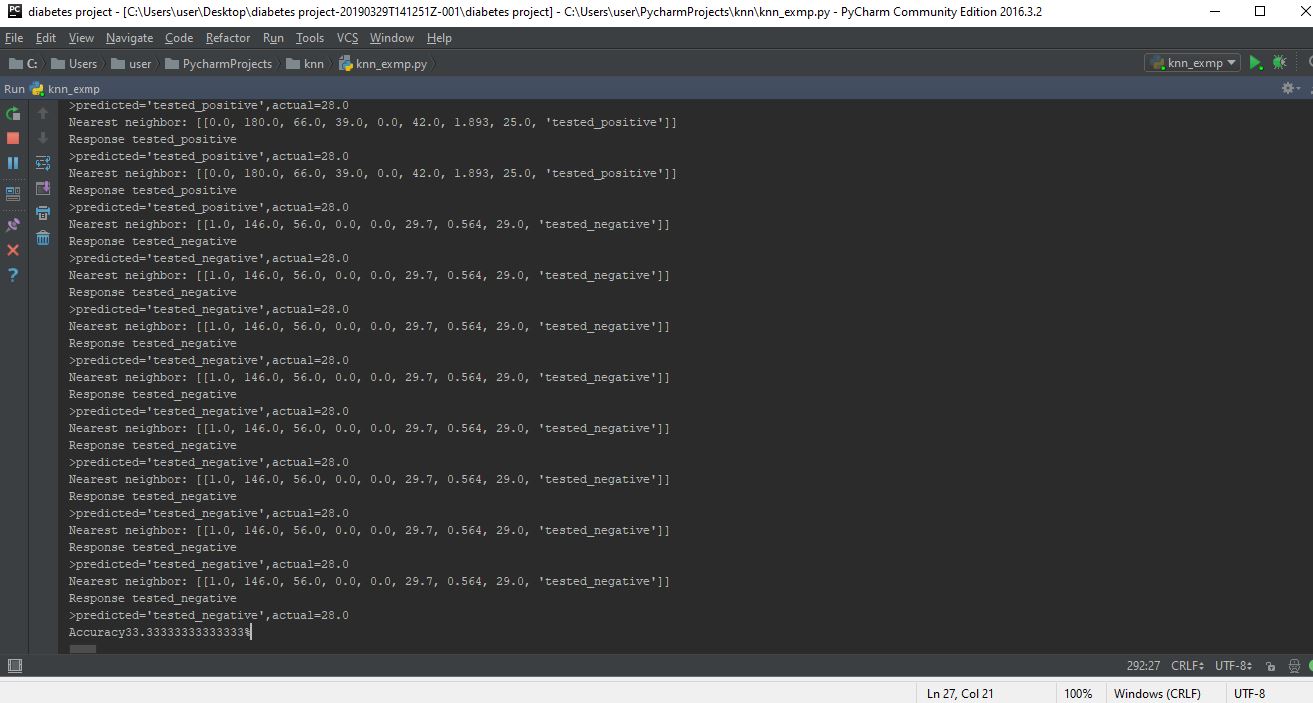 diabetes project - [C:\Users\user\Desktop\diabetes project-20190329T141251Z-001\diabetes project] - C:\Users\user\PycharmProjects\knn\knn_exmp.py - PyCharm Community Edition 2016.3.2
File Edit View Navigate Code Refactor Run Tools VCS Window Help
C: Users user PycharmProjects knn knn_exmp.py knn_exmp
Run knn_exmp
>predicted='tested_positive',actual=28.0
Nearest neighbor: [[0.0, 180.0, 66.0, 39.0, 0.0, 42.0, 1.893, 25.0, 'tested_positive']]
Response tested_positive
>predicted='tested_positive',actual=28.0
Nearest neighbor: [[0.0, 180.0, 66.0, 39.0, 0.0, 42.0, 1.893, 25.0, 'tested_positive']]
Response tested_positive
>predicted='tested_positive',actual=28.0
Nearest neighbor: [[1.0, 146.0, 56.0, 0.0, 0.0, 29.7, 0.564, 29.0, 'tested_negative']]
Response tested_negative
>predicted='tested_negative',actual=28.0
Nearest neighbor: [[1.0, 146.0, 56.0, 0.0, 0.0, 29.7, 0.564, 29.0, 'tested_negative']]
Response tested_negative
>predicted='tested_negative',actual=28.0
Nearest neighbor: [[1.0, 146.0, 56.0, 0.0, 0.0, 29.7, 0.564, 29.0, 'tested_negative']]
Response tested_negative
>predicted='tested_negative',actual=28.0
Nearest neighbor: [[1.0, 146.0, 56.0, 0.0, 0.0, 29.7, 0.564, 29.0, 'tested_negative']]
Response tested_negative
>predicted='tested_negative',actual=28.0
Nearest neighbor: [[1.0, 146.0, 56.0, 0.0, 0.0, 29.7, 0.564, 29.0, 'tested_negative']]
Response tested_negative
>predicted='tested_negative',actual=28.0
Nearest neighbor: [[1.0, 146.0, 56.0, 0.0, 0.0, 29.7, 0.564, 29.0, 'tested_negative']]
Response tested_negative
>predicted='tested_negative',actual=28.0
Nearest neighbor: [[1.0, 146.0, 56.0, 0.0, 0.0, 29.7, 0.564, 29.0, 'tested_negative']]
Response tested_negative
>predicted='tested_negative',actual=28.0
Nearest neighbor: [[1.0, 146.0, 56.0, 0.0, 0.0, 29.7, 0.564, 29.0, 'tested_negative']]
Response tested_negative
>predicted='tested_negative',actual=28.0
Accuracy33.33333333333333%
292:27 CRLF UTF-8
Ln 27, Col 21 100% Windows (CRLF) UTF-8